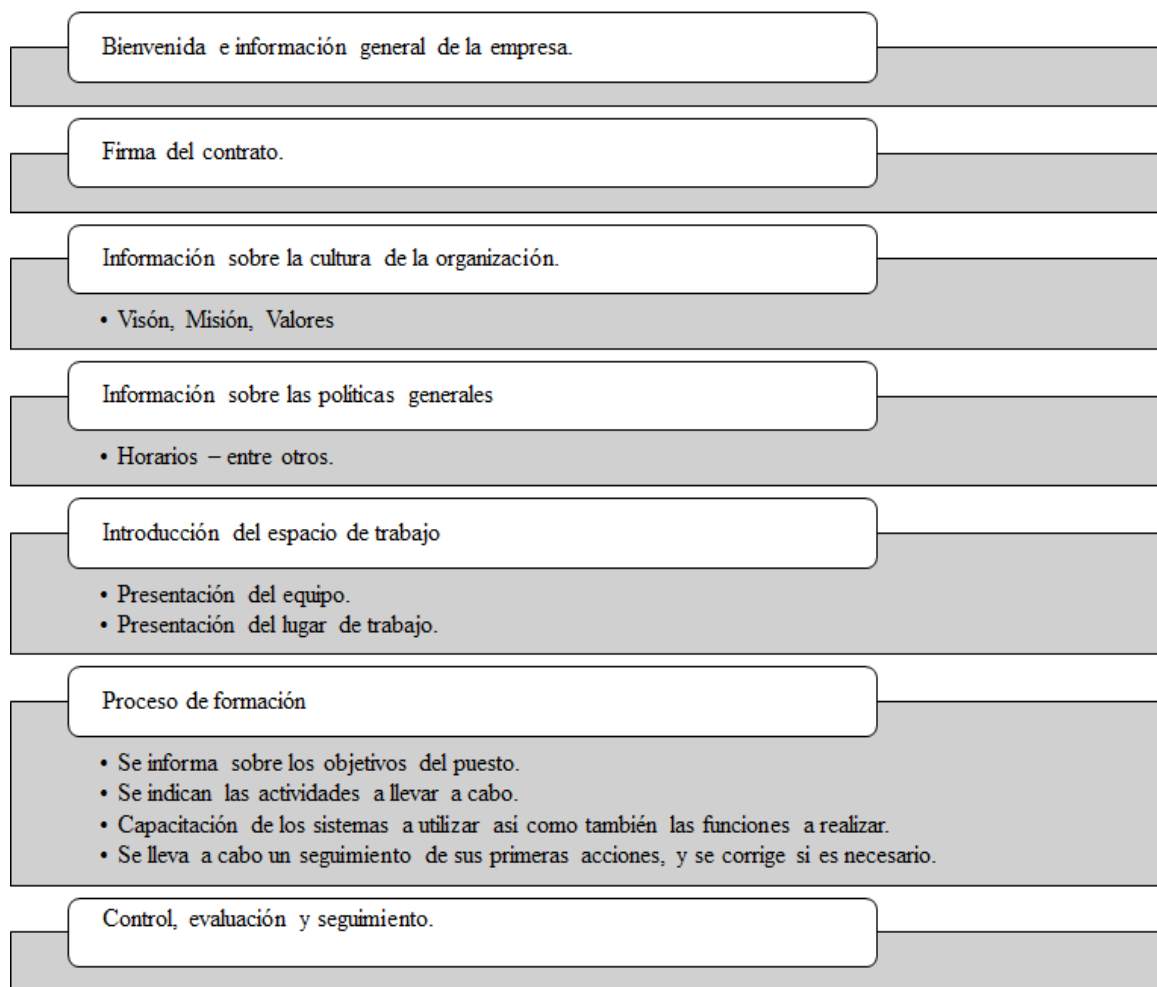 Bienvenida e información general de la empresa.
Firma del contrato.
Información sobre la cultura de la organización.
• Visón, Misión, Valores
Información sobre las políticas generales
• Horarios – entre otros.
Introducción del espacio de trabajo
• Presentación del equipo.
• Presentación del lugar de trabajo.
Proceso de formación
• Se informa sobre los objetivos del puesto.
• Se indican las actividades a llevar a cabo.
• Capacitación de los sistemas a utilizar así como también las funciones a realizar.
• Se lleva a cabo un seguimiento de sus primeras acciones, y se corrige si es necesario.
Control, evaluación y seguimiento.